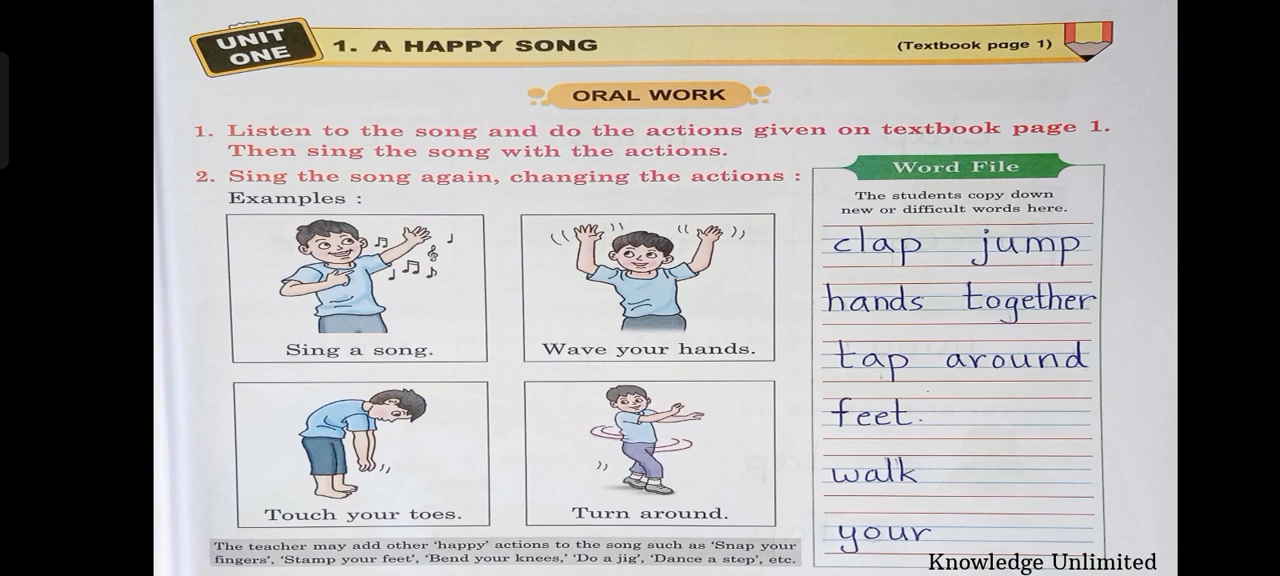 UNIT
ONE
1. A HAPPY SONG
(Textbook page 1)
ORAL WORK
1. Listen to the song and do the actions given on textbook page 1.
Then sing the song with the actions.
2. Sing the song again, changing the actions :
Examples :
Sing a song.
Wave your hands.
Touch your toes.
Turn around.
The teacher may add other 'happy' actions to the song such as 'Snap your
fingers', 'Stamp your feet', 'Bend your knees,' 'Do a jig', 'Dance a step', etc.
Word File
The students copy down
new or difficult words here.
clap jump
hands together
tap around
feet.
walk
your
Knowledge Unlimited